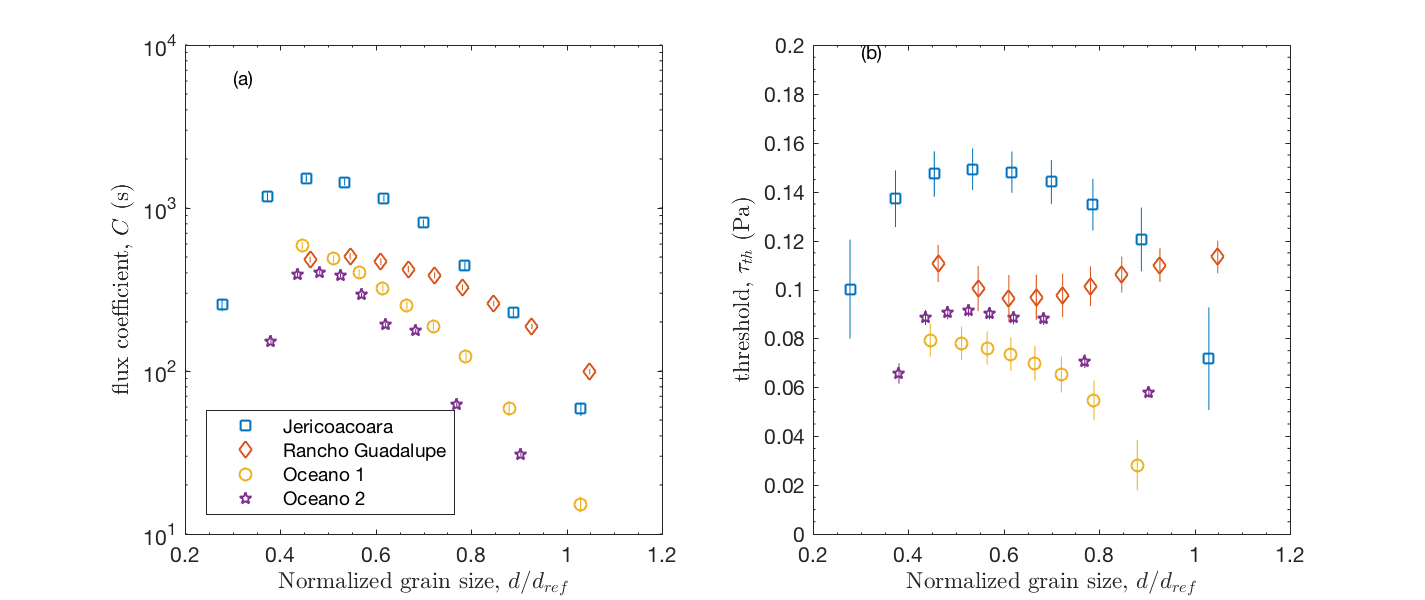 (a)
10^4
10^3
10^2
10^1
flux coefficient, C (s)
Jericoacoara
Rancho Guadalupe
Oceano 1
Oceano 2
0.2 0.4 0.6 0.8 1 1.2
Normalized grain size, d/d_ref
(b)
0.2
0.18
0.16
0.14
0.12
0.1
0.08
0.06
0.04
0.02
0
threshold, τ_th (Pa)
0.2 0.4 0.6 0.8 1 1.2
Normalized grain size, d/d_ref